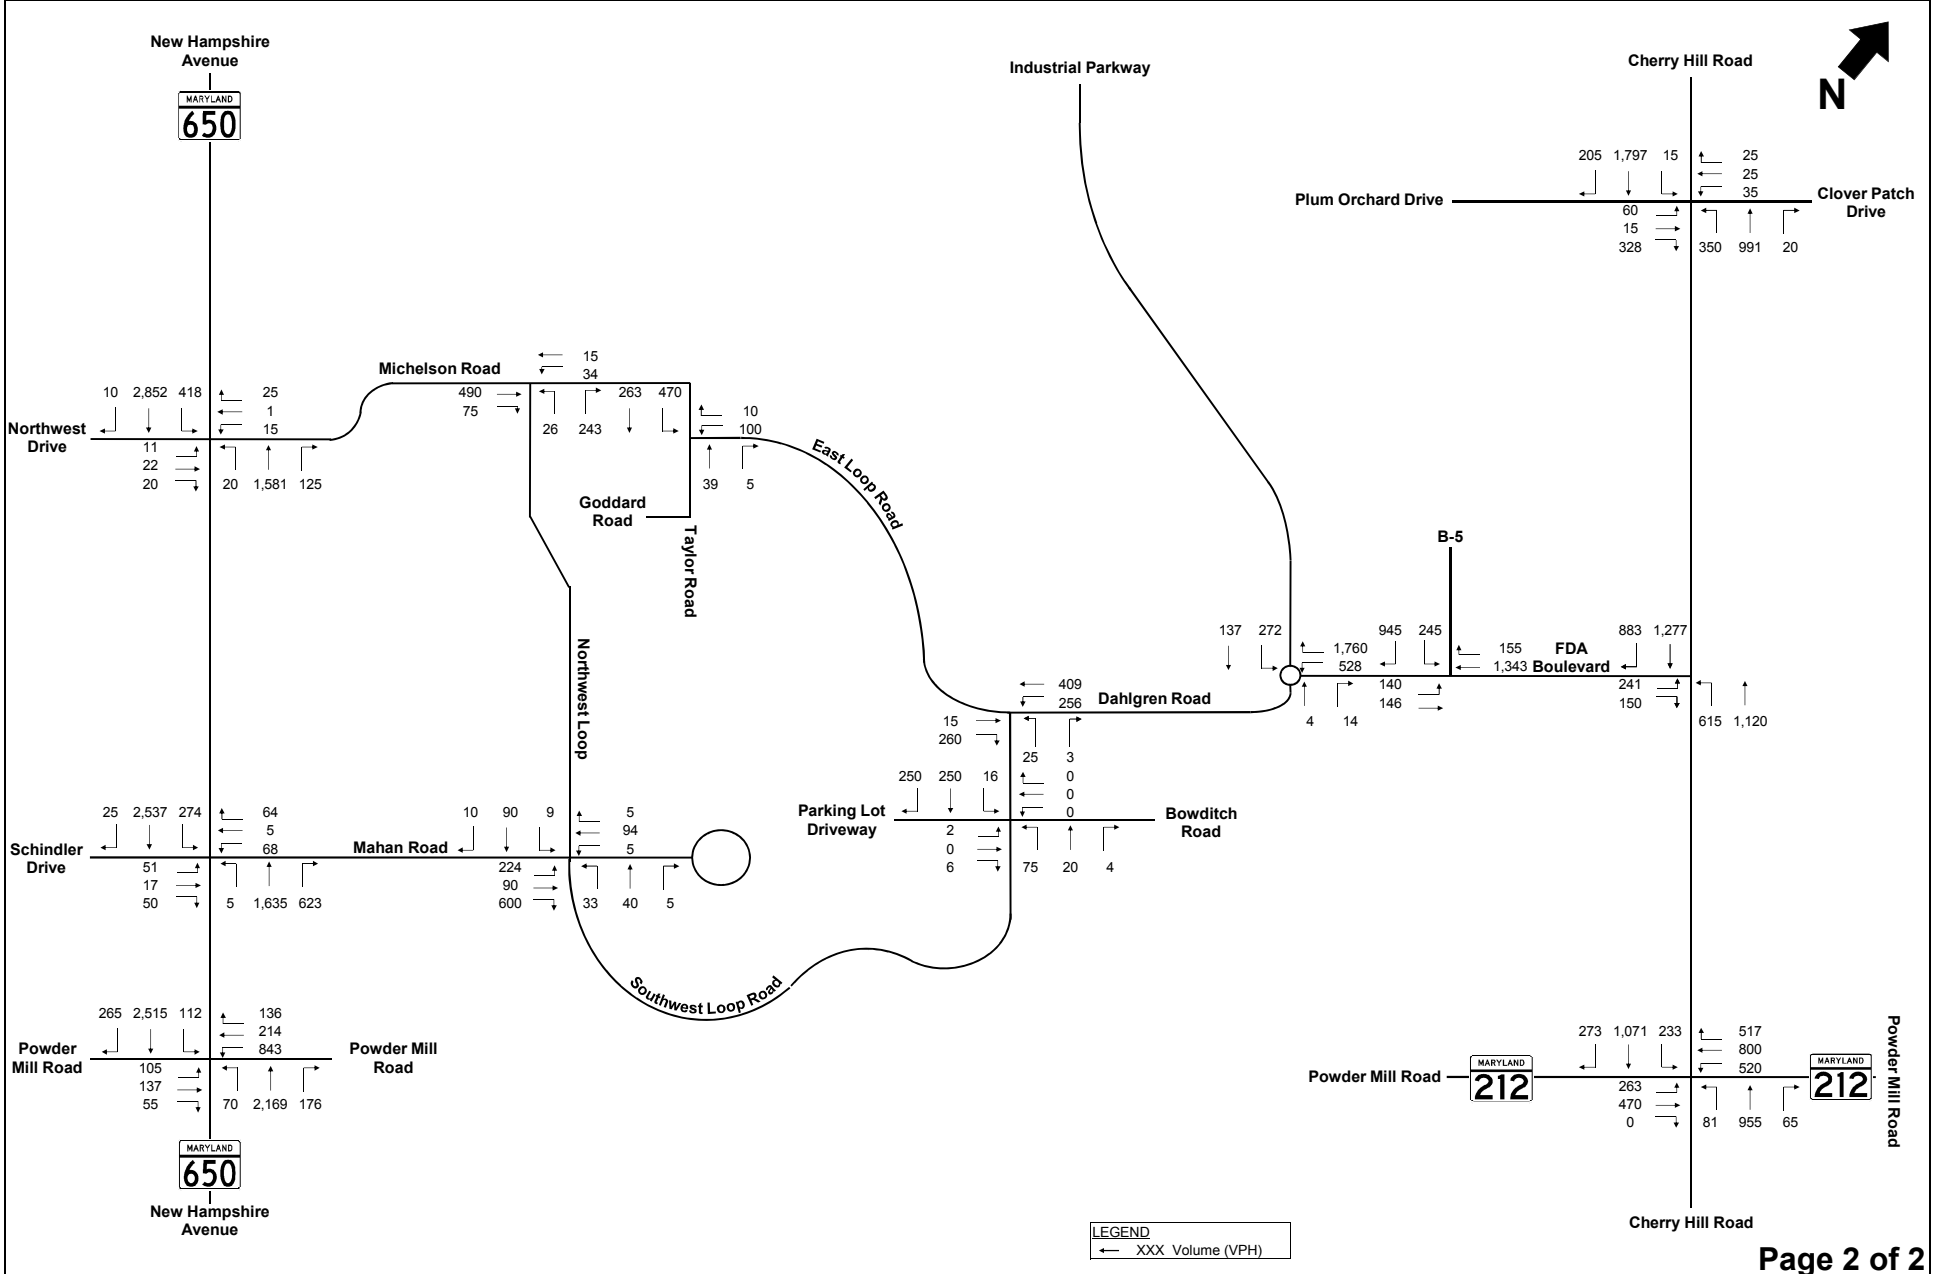 New Hampshire
Avenue
MARYLAND
650
Industrial Parkway
Cherry Hill Road
N
205 1,797 15
25
25
35
Plum Orchard Drive
Clover Patch
Drive
60
15
328
350 991 20
Michelson Road
15
34
10 2,852 418
25
1
15
490
75
263 470
10
100
Northwest
Drive
11
22
20
20 1,581 125
26 243
East Loop Road
39 5
Goddard
Road
Taylor Road
B-5
Northwest Loop
137 272
1,760
528
945 245
155
1,343
FDA
Boulevard
883 1,277
140
146
241
150
4 14
615 1,120
409
256
Dahlgren Road
15
260
25 3
250 250 16
0
0
0
Parking Lot
Driveway
Bowditch
Road
2
0
6
75 20 4
25 2,537 274
64
5
68
10 90 9
5
94
5
Schindler
Drive
Mahan Road
51
17
50
5 1,635 623
224
90
600
33 40 5
Southwest Loop Road
265 2,515 112
136
214
843
Powder
Mill Road
Powder Mill
Road
105
137
55
70 2,169 176
273 1,071 233
517
800
520
Powder Mill Road
MARYLAND
212
MARYLAND
212
Powder Mill Road
263
470
0
81 955 65
MARYLAND
650
New Hampshire
Avenue
Cherry Hill Road
LEGEND
XXX Volume (VPH)
Page 2 of 2